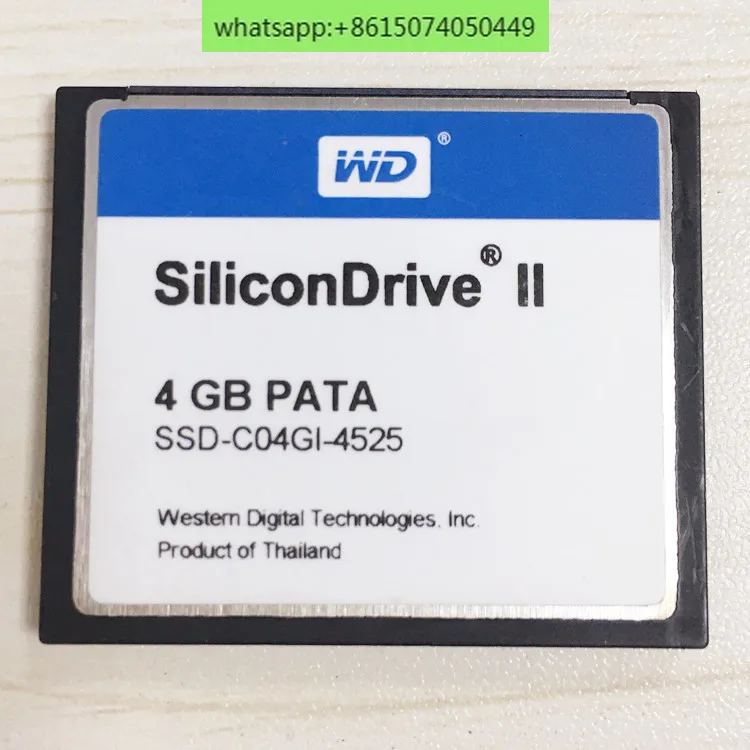 whatsapp:+8615074050449
WD®
SiliconDrive® II
4 GB PATA
SSD-C04GI-4525
Western Digital Technologies, Inc.
Product of Thailand